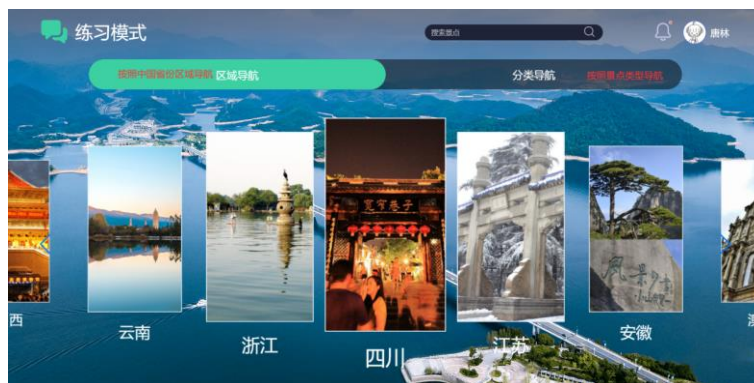 练习模式
搜索景点
唐林
按照中国省份区域导航 区域导航
分类导航 按照景点类型导航
宽窄巷子
风景
西
云南
浙江
四川
江苏
安徽